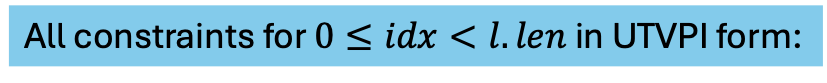 All constraints for 0 ≤ idx < l.len in UTVPI form: